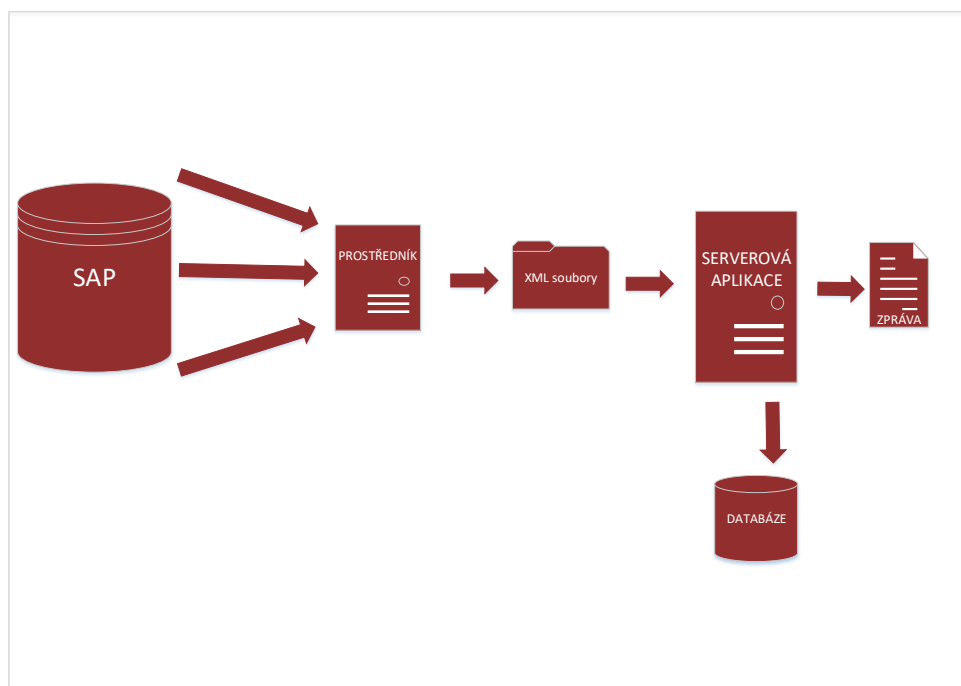 SAP
PROSTŘEDNÍK
XML soubory
SERVEROVÁ
APLIKACE
ZPRÁVA
DATABÁZE